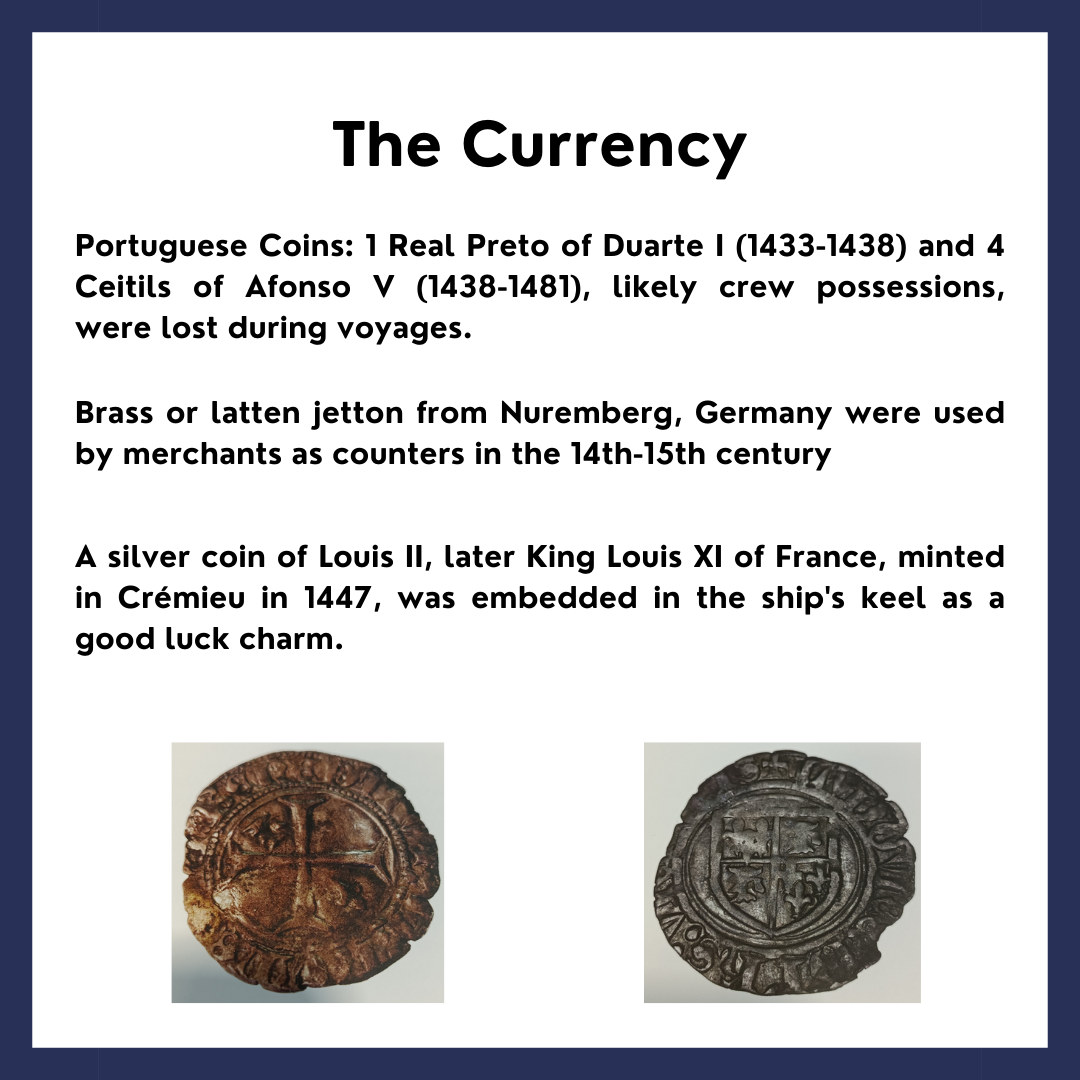 The Currency
Portuguese Coins: 1 Real Preto of Duarte I (1433-1438) and 4
Ceitils of Afonso V (1438-1481), likely crew possessions,
were lost during voyages.
Brass or latten jetton from Nuremberg, Germany were used
by merchants as counters in the 14th-15th century
A silver coin of Louis II, later King Louis XI of France, minted
in Crémieu in 1447, was embedded in the ship's keel as a
good luck charm.